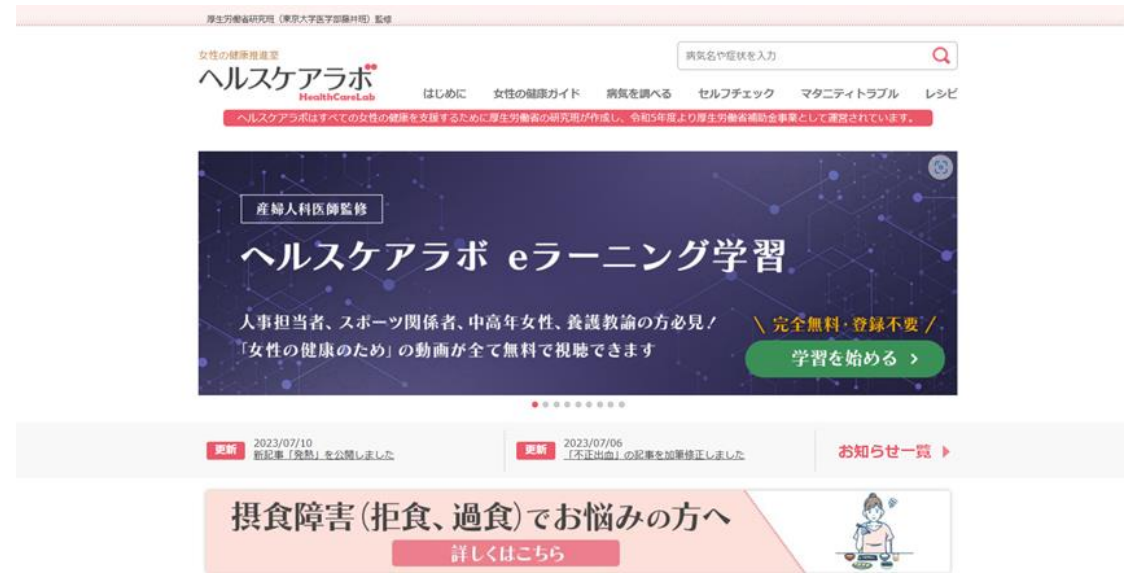 厚生労働省研究班（東京大学医学部藤井班）監修
女性の健康推進室
ヘルスケアラボ
HealthCareLab
病気名や症状を入力
はじめに 女性の健康ガイド 病気を調べる セルフチェック マタニティトラブル レシピ
ヘルスケアラボはすべての女性の健康を支援するために厚生労働省の研究班が作成し、令和5年度より厚生労働省補助金事業として運営されています。
産婦人科医師監修
ヘルスケアラボ eラーニング学習
人事担当者、スポーツ関係者、中高年女性、養護教諭の方必見！
「女性の健康のため」の動画が全て無料で視聴できます
\ 完全無料・登録不要 /
学習を始める >
更新 2023/07/10
新記事「発熱」を公開しました
更新 2023/07/06
「不正出血」の記事を加筆修正しました
お知らせ一覧
摂食障害(拒食、過食)でお悩みの方へ
詳しくはこちら